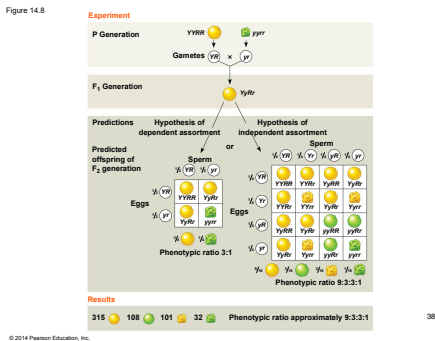 Figure 14.8
Experiment
P Generation
YYRR yyrr
Gametes YR × yr
F1 Generation
YyRr
Predictions
Hypothesis of
dependent assortment
or
Hypothesis of
independent assortment
Predicted
offspring of
F2 generation
Sperm
½ YR ½ yr
Eggs
½ YR
YYRR YyRr
½ yr
YyRr yyrr
¾ ¼
Phenotypic ratio 3:1
Sperm
¼ YR ¼ Yr ¼ yR ¼ yr
Eggs
¼ YR
YYRR YYRr YyRR YyRr
¼ Yr
YYRr YYrr YyRr Yyrr
¼ yR
YyRR YyRr yyRR yyRr
¼ yr
YyRr Yyrr yyRr yyrr
9/16 3/16 3/16 1/16
Phenotypic ratio 9:3:3:1
Results
315 108 101 32 Phenotypic ratio approximately 9:3:3:1
38
© 2014 Pearson Education, Inc.